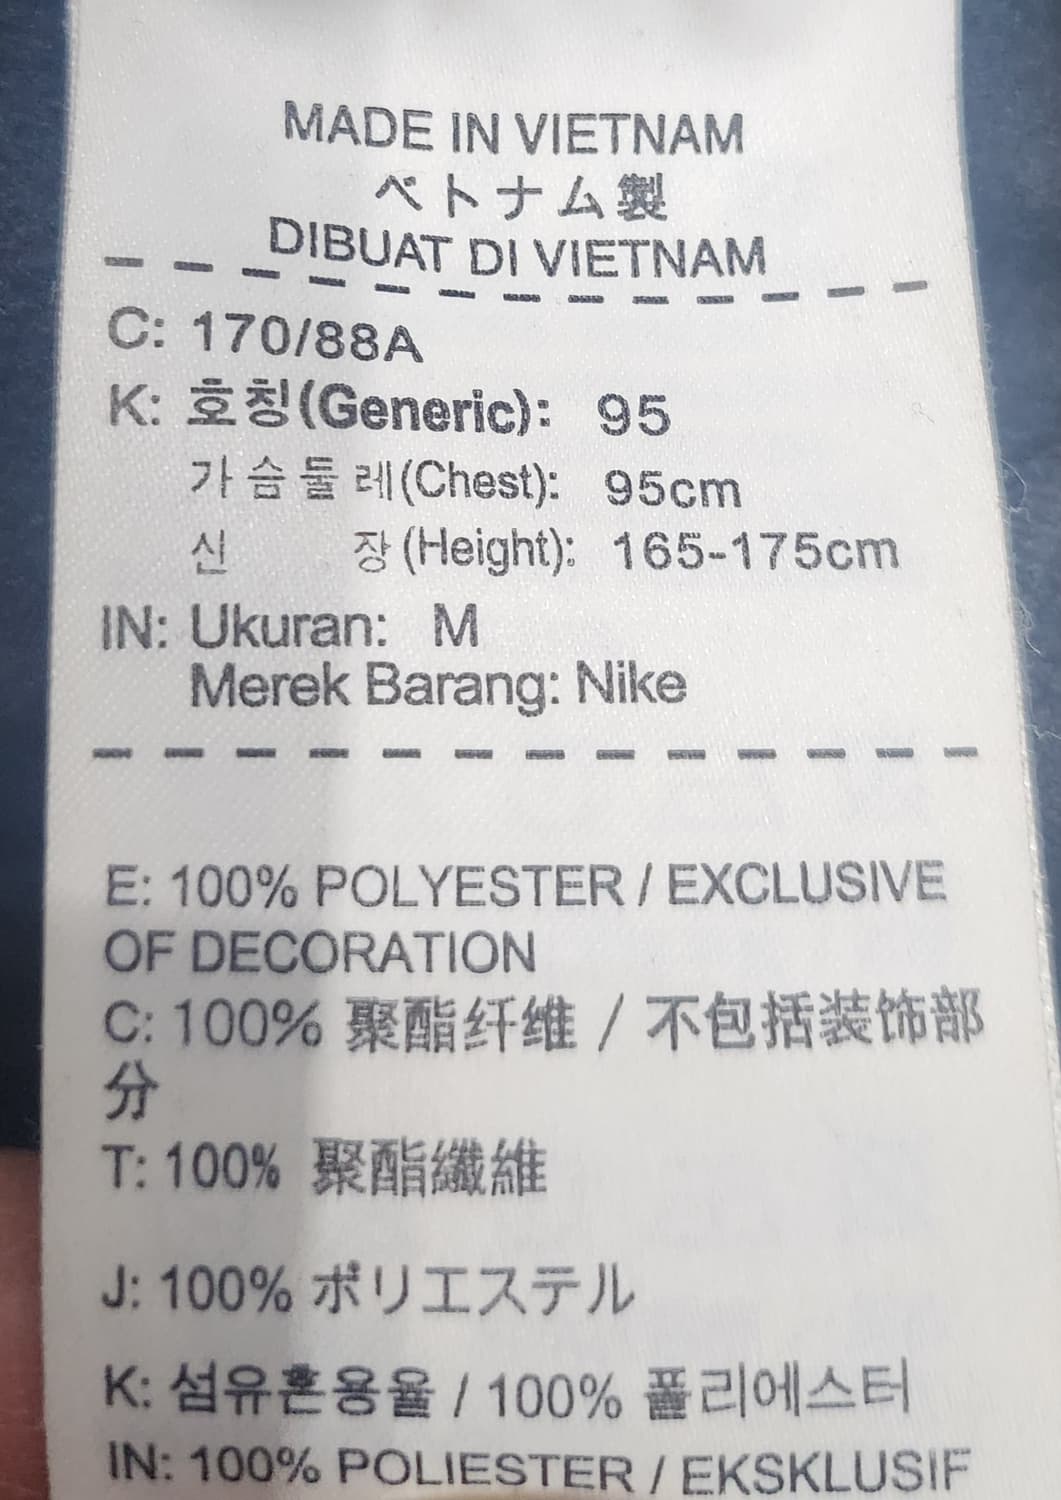 MADE IN VIETNAM
ベトナム製
DIBUAT DI VIETNAM
C: 170/88A
K: 호칭(Generic): 95
가슴둘레(Chest): 95cm
신 장(Height): 165-175cm
IN: Ukuran: M
Merek Barang: Nike
E: 100% POLYESTER / EXCLUSIVE
OF DECORATION
C: 100% 聚酯纤维 / 不包括装饰部
分
T: 100% 聚酯纖維
J: 100% ポリエステル
K: 섬유혼용율 / 100% 폴리에스터
IN: 100% POLIESTER / EKSKLUSIF